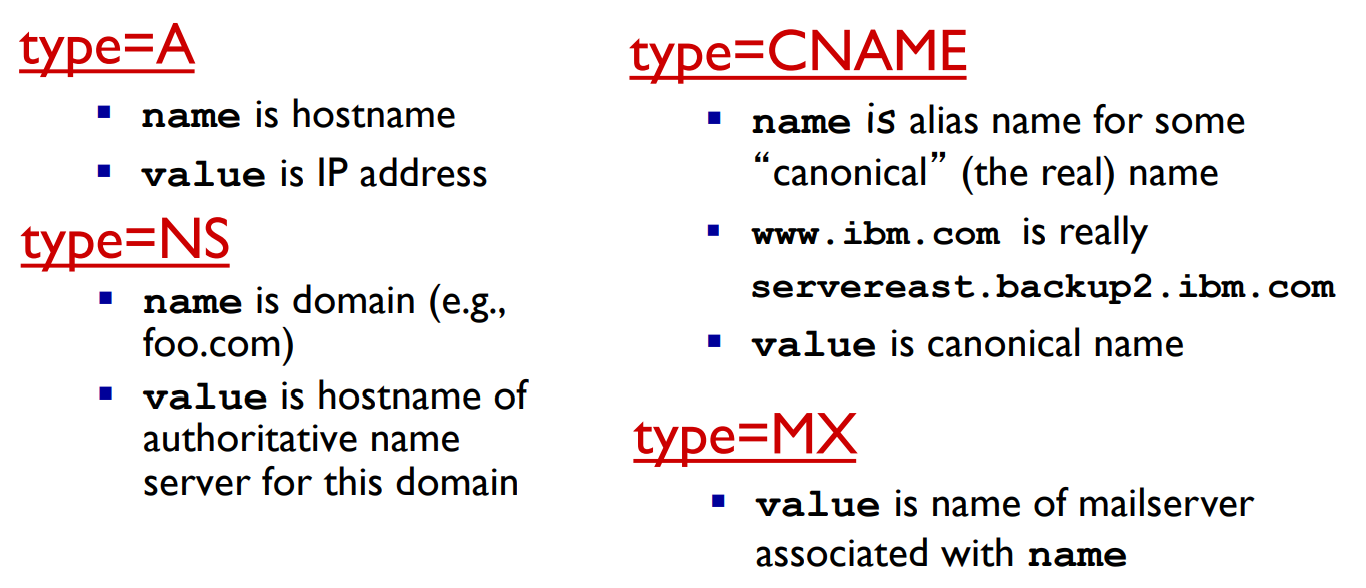 type=A
▪ name is hostname
▪ value is IP address
type=NS
▪ name is domain (e.g.,
foo.com)
▪ value is hostname of
authoritative name
server for this domain
type=CNAME
▪ name is alias name for some
“canonical” (the real) name
▪ www.ibm.com is really
servereast.backup2.ibm.com
▪ value is canonical name
type=MX
▪ value is name of mailserver
associated with name